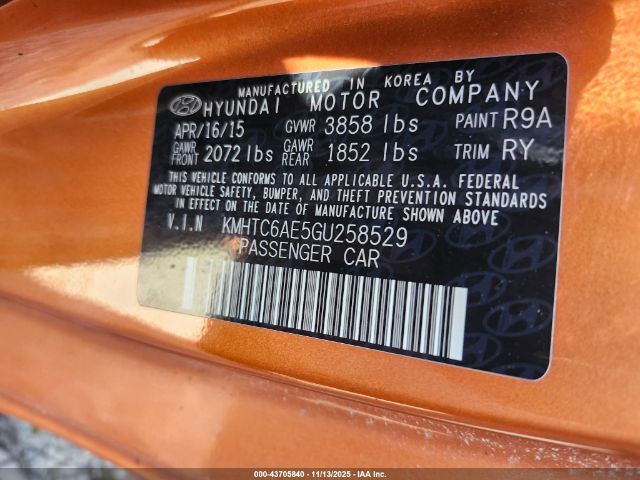 MANUFACTURED IN KOREA BY
HYUNDAI MOTOR COMPANY
APR/16/15 GVWR 3858 lbs PAINT R9A
GAWR FRONT 2072 lbs GAWR REAR 1852 lbs TRIM RY
THIS VEHICLE CONFORMS TO ALL APPLICABLE U.S.A. FEDERAL
MOTOR VEHICLE SAFETY, BUMPER, AND THEFT PREVENTION STANDARDS
IN EFFECT ON THE DATE OF MANUFACTURE SHOWN ABOVE
V.I.N KMHTC6AE5GU258529
PASSENGER CAR
000-43705840 - 11/13/2025 - IAA Inc.